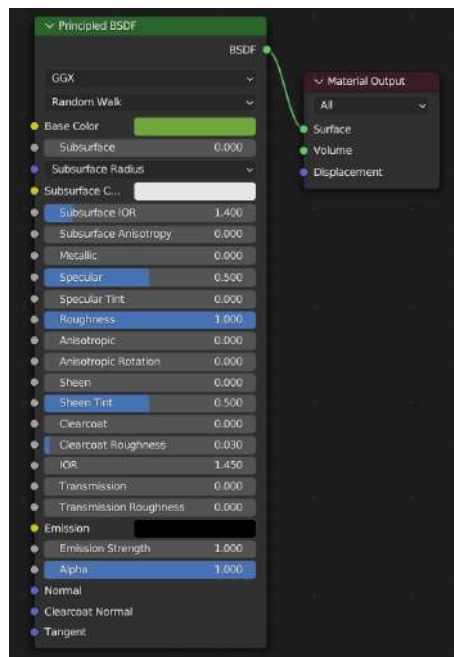 Principled BSDF
BSDF
GGX
Random Walk
Base Color
Subsurface 0.000
Subsurface Radius
Subsurface C...
Subsurface IOR 1.400
Subsurface Anisotropy 0.000
Metallic 0.000
Specular 0.500
Specular Tint 0.000
Roughness 1.000
Anisotropic 0.000
Anisotropic Rotation 0.000
Sheen 0.000
Sheen Tint 0.500
Clearcoat 0.000
Clearcoat Roughness 0.030
IOR 1.450
Transmission 0.000
Transmission Roughness 0.000
Emission
Emission Strength 1.000
Alpha 1.000
Normal
Clearcoat Normal
Tangent
Material Output
All
Surface
Volume
Displacement